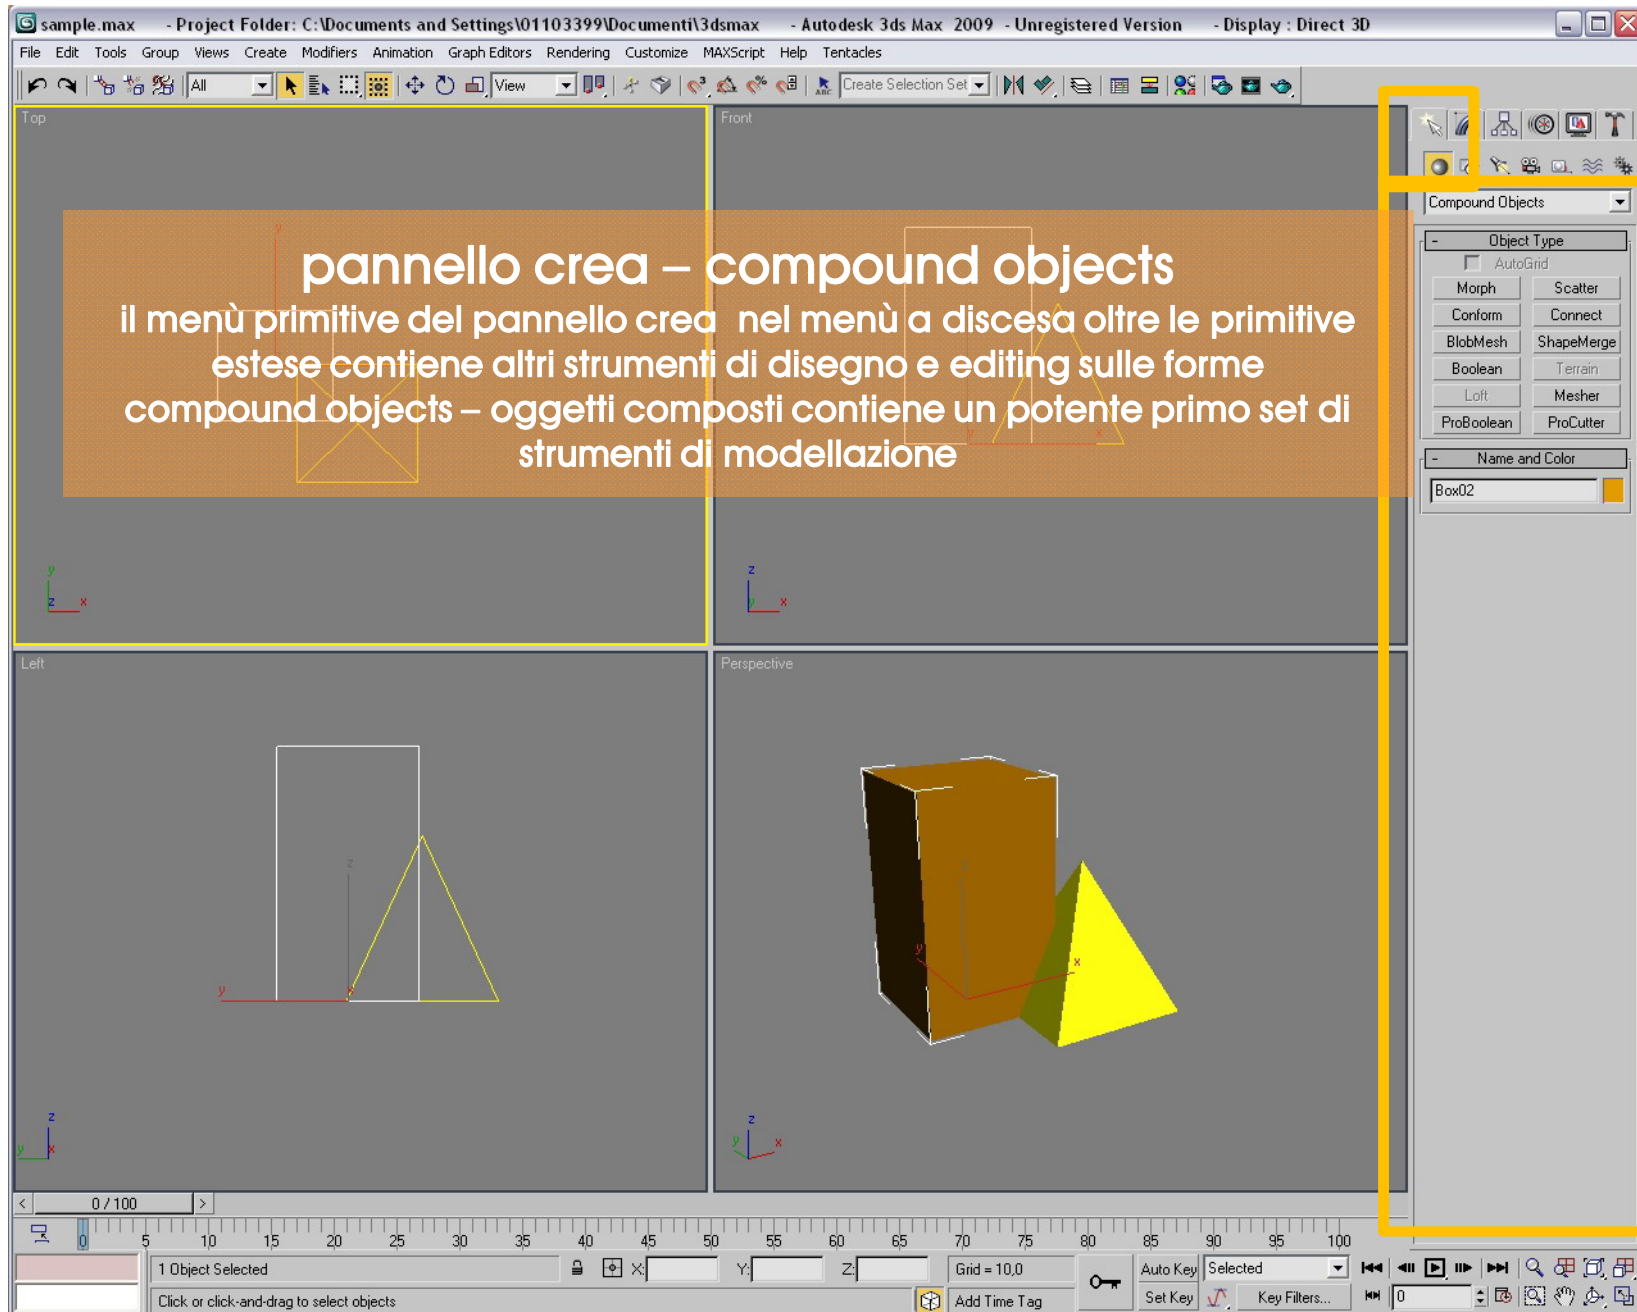 sample.max - Project Folder: C:\Documents and Settings\01103399\Documenti\3dsmax - Autodesk 3ds Max 2009 - Unregistered Version - Display : Direct 3D
File Edit Tools Group Views Create Modifiers Animation Graph Editors Rendering Customize MAXScript Help Tentacles
All View Create Selection Set
Top
Front
Compound Objects
- Object Type
AutoGrid
Morph Scatter
Conform Connect
BlobMesh ShapeMerge
Boolean Terrain
Loft Mesher
ProBoolean ProCutter
- Name and Color
Box02
pannello crea – compound objects
il menù primitive del pannello crea nel menù a discesa oltre le primitive
estese contiene altri strumenti di disegno e editing sulle forme
compound objects – oggetti composti contiene un potente primo set di
strumenti di modellazione
y
z x
z
y x
Left
Perspective
z
y x
z
y x
z
y x
z
y x
< 0 / 100 >
0 5 10 15 20 25 30 35 40 45 50 55 60 65 70 75 80 85 90 95 100
1 Object Selected X: Y: Z: Grid = 10,0 Auto Key Selected
Click or click-and-drag to select objects Add Time Tag Set Key Key Filters... 0